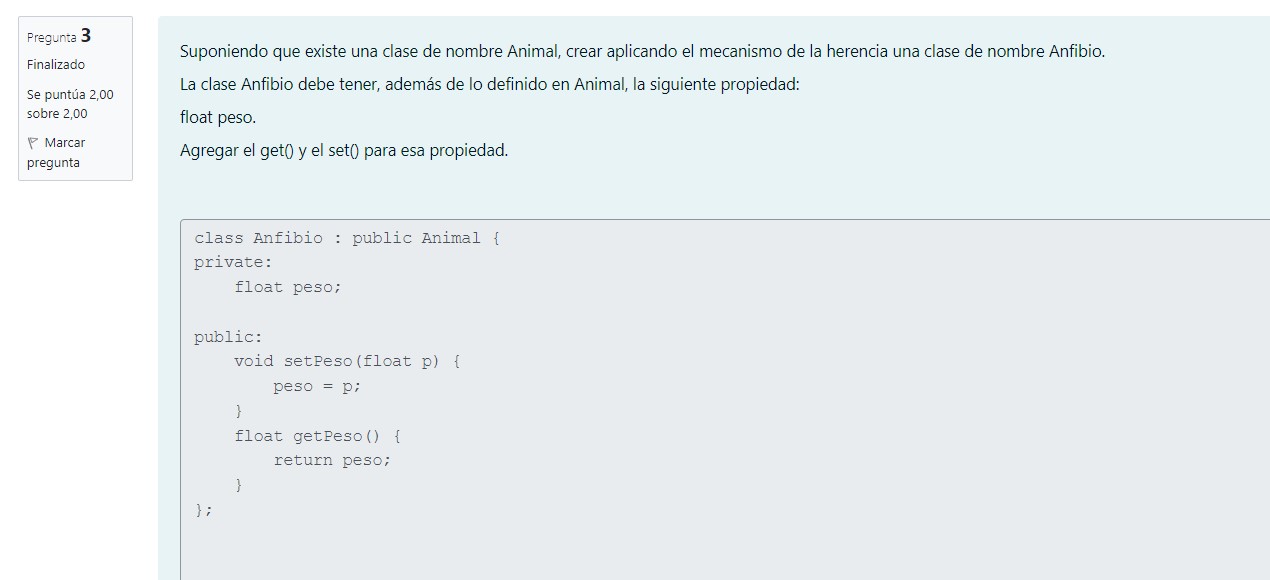 Pregunta 3
Finalizado
Se puntúa 2,00
sobre 2,00
Marcar
pregunta
Suponiendo que existe una clase de nombre Animal, crear aplicando el mecanismo de la herencia una clase de nombre Anfibio.
La clase Anfibio debe tener, además de lo definido en Animal, la siguiente propiedad:
float peso.
Agregar el get() y el set() para esa propiedad.
class Anfibio : public Animal {
private:
    float peso;
public:
    void setPeso(float p) {
        peso = p;
    }
    float getPeso() {
        return peso;
    }
};